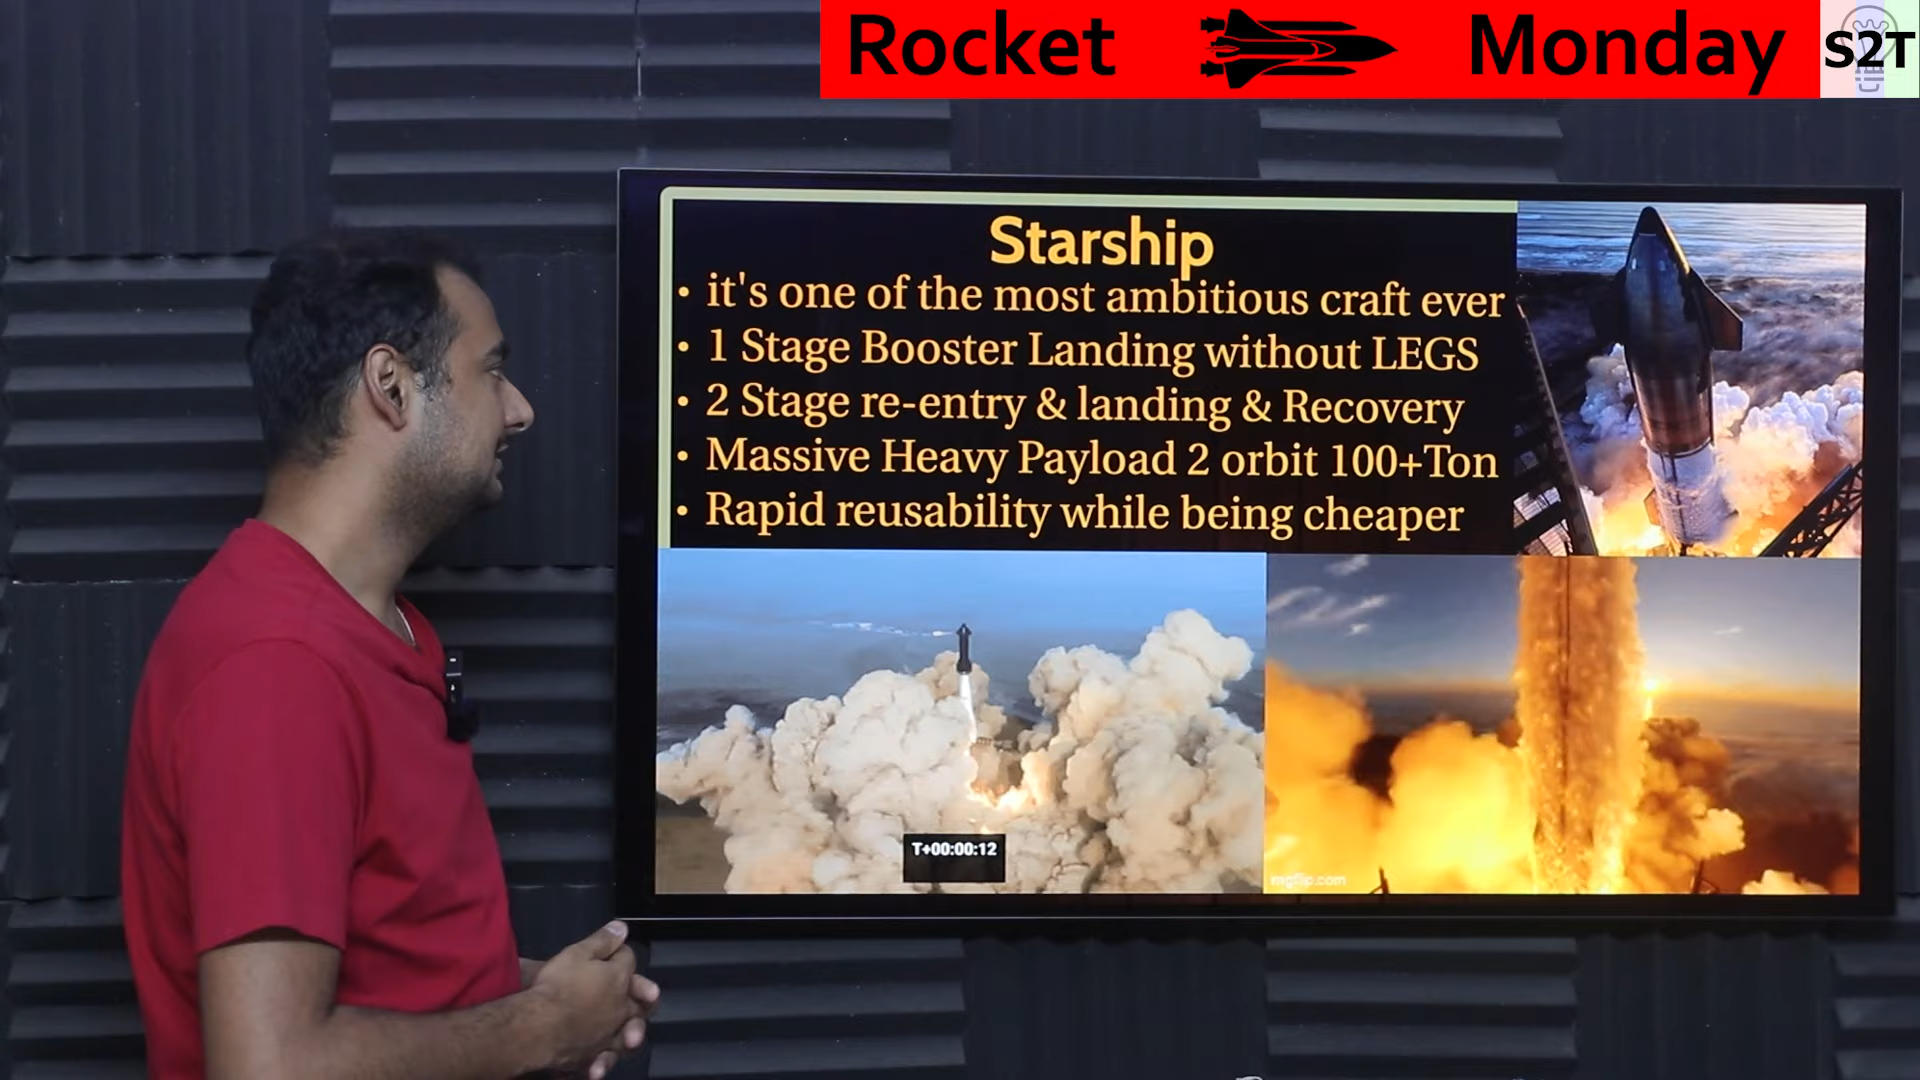 Rocket Monday S2T
Starship
• it's one of the most ambitious craft ever
• 1 Stage Booster Landing without LEGS
• 2 Stage re-entry & landing & Recovery
• Massive Heavy Payload 2 orbit 100+Ton
• Rapid reusability while being cheaper
T+00:00:12
imgflip.com